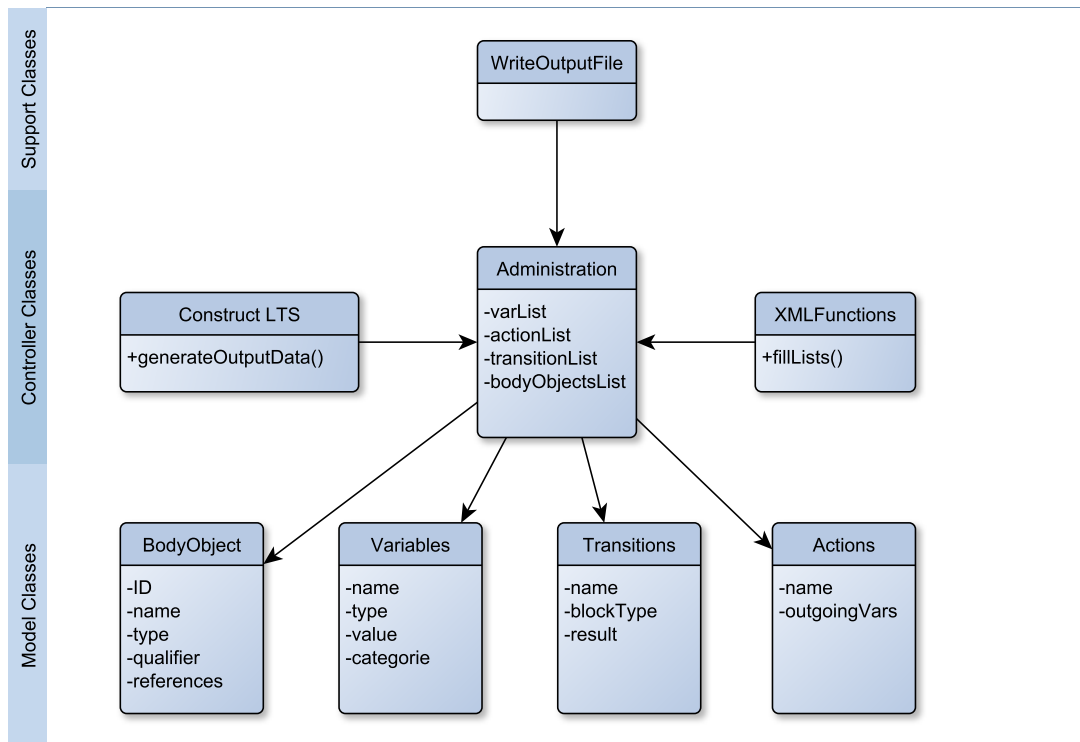 Support Classes
WriteOutputFile
Controller Classes
Administration
-varList
-actionList
-transitionList
-bodyObjectsList
Construct LTS
+generateOutputData()
XMLFunctions
+fillLists()
Model Classes
BodyObject
-ID
-name
-type
-qualifier
-references
Variables
-name
-type
-value
-categorie
Transitions
-name
-blockType
-result
Actions
-name
-outgoingVars